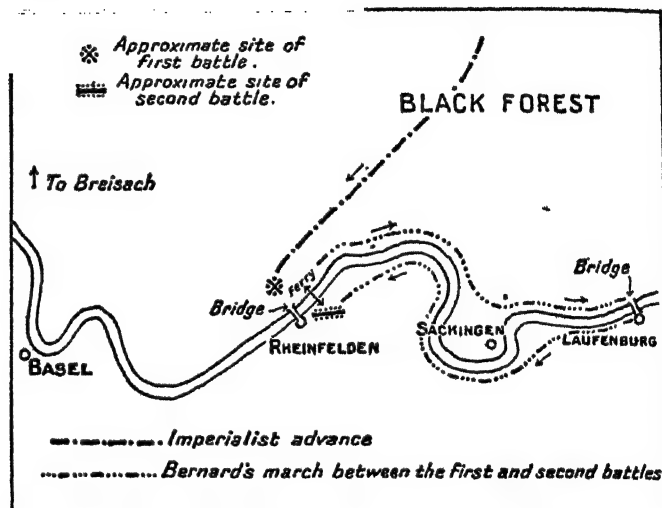 Approximate site of
first battle.
Approximate site of
second battle.
BLACK FOREST
To Breisach
Ferry
Bridge
Bridge
RHEINFELDEN
SÄCKINGEN
LAUFENBURG
BASEL
Imperialist advance
Bernard's march between the first and second battles